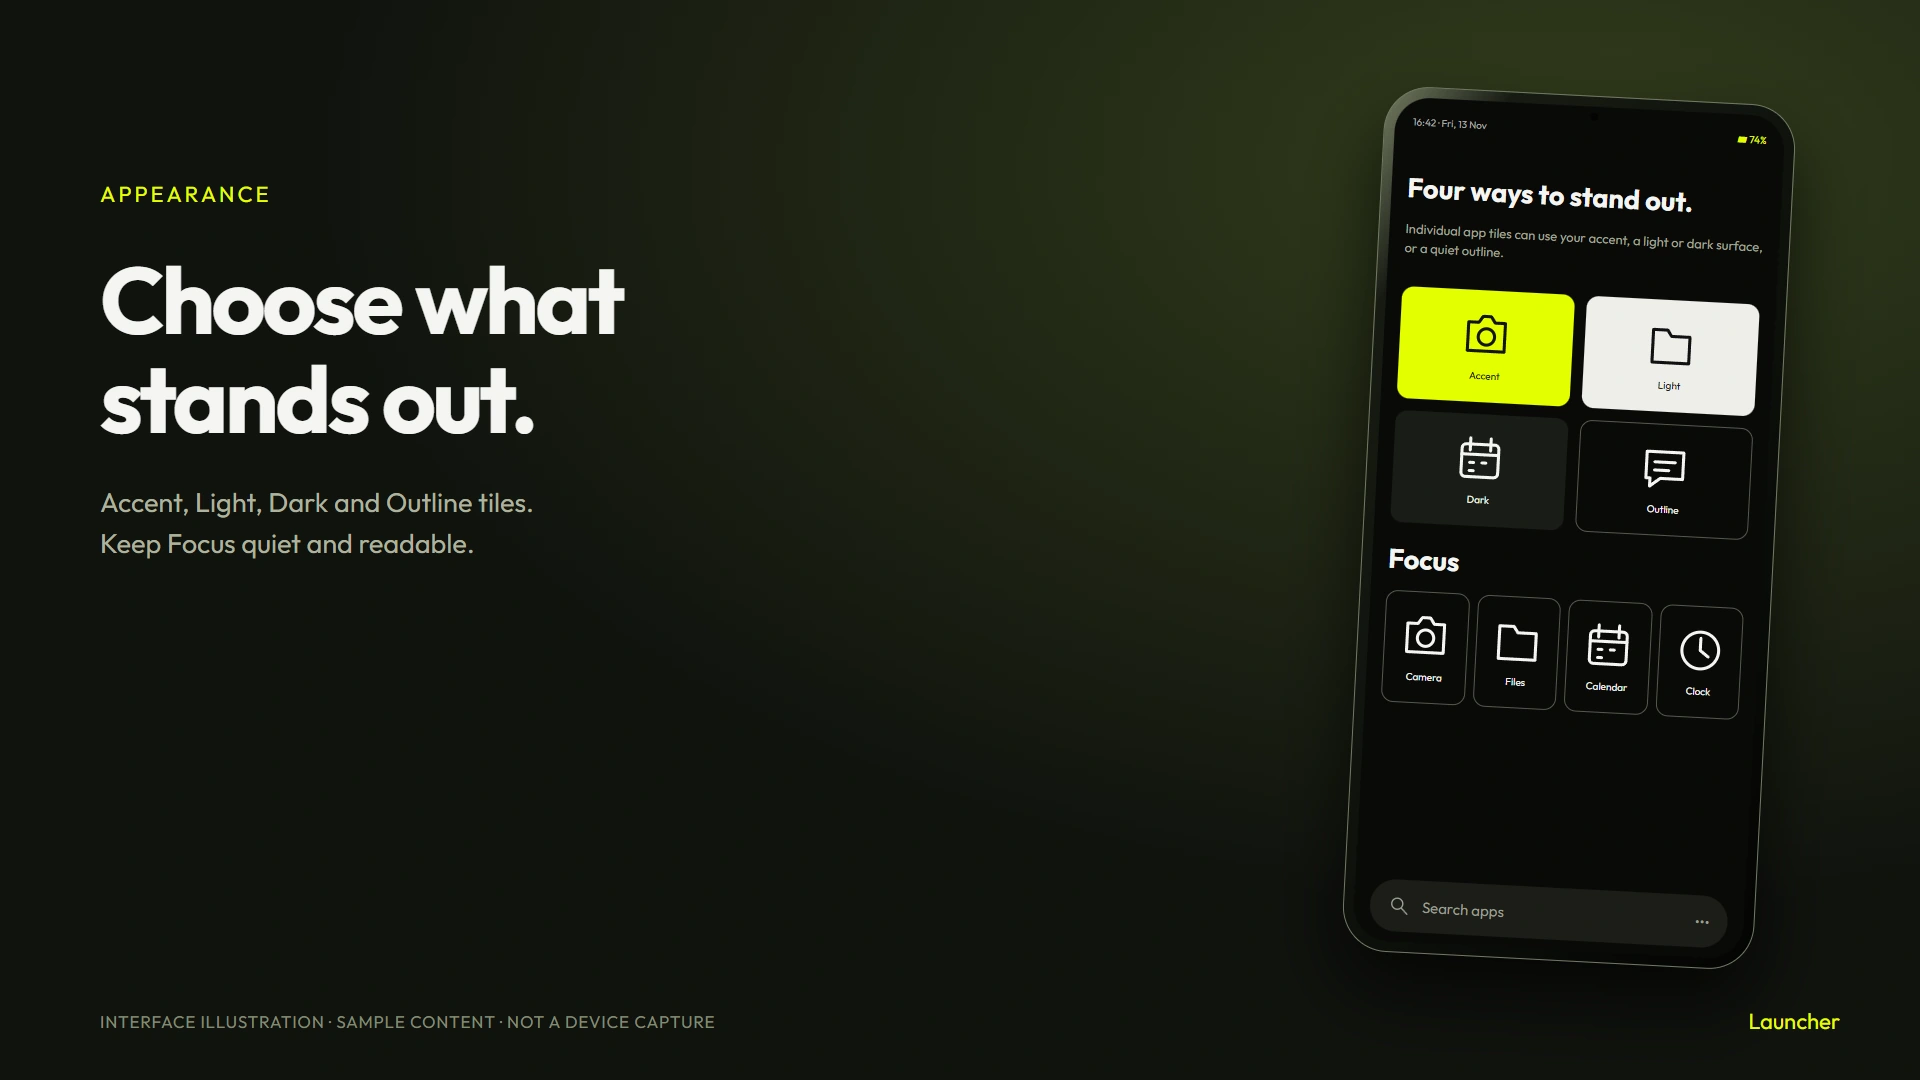 APPEARANCE
Choose what
stands out.
Accent, Light, Dark and Outline tiles.
Keep Focus quiet and readable.
16:42 · Fri, 13 Nov
74%
Four ways to stand out.
Individual app tiles can use your accent, a light or dark surface,
or a quiet outline.
Accent
Light
Dark
Outline
Focus
Camera
Files
Calendar
Clock
Search apps
INTERFACE ILLUSTRATION · SAMPLE CONTENT · NOT A DEVICE CAPTURE
Launcher